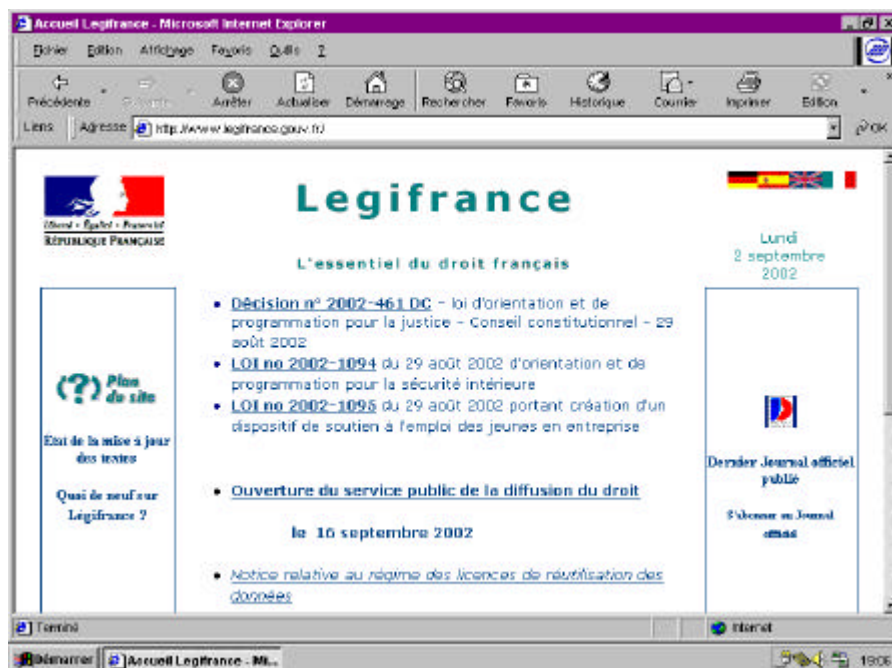 Accueil Legifrance - Microsoft Internet Explorer
Fichier Edition Affichage Favoris Outils ?
Précédente Arrêter Actualiser Démarrage Rechercher Favoris Historique Courrier Imprimer Edition
Liens Adresse http://www.legifrance.gouv.fr/ OK
Liberté • Égalité • Fraternité
RÉPUBLIQUE FRANÇAISE
Legifrance
L'essentiel du droit français
Lundi
2 septembre
2002
• Décision n° 2002-461 DC - loi d'orientation et de
programmation pour la justice - Conseil constitutionnel - 29
août 2002
• LOI no 2002-1094 du 29 août 2002 d'orientation et de
programmation pour la sécurité intérieure
• LOI no 2002-1095 du 29 août 2002 portant création d'un
dispositif de soutien à l'emploi des jeunes en entreprise
• Ouverture du service public de la diffusion du droit
le 16 septembre 2002
• Notice relative au régime des licences de réutilisation des
données
(?) Plan
du site
État de la mise à jour
des textes
Quoi de neuf sur
Légifrance ?
Dernier Journal officiel
publié
S'abonner au Journal
officiel
Terminé
Internet
Démarrer Accueil Legifrance - Mi...